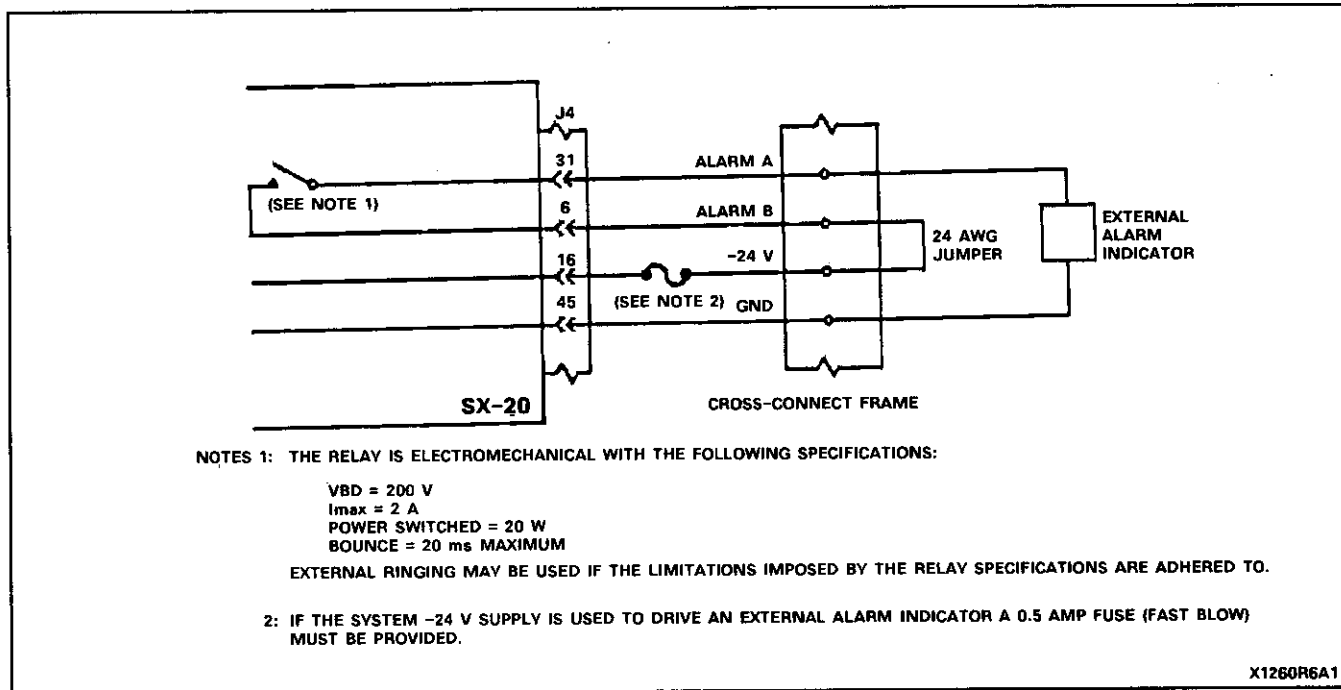 J4
31
ALARM A
(SEE NOTE 1)
6
ALARM B
24 AWG
JUMPER
EXTERNAL
ALARM
INDICATOR
16
-24 V
(SEE NOTE 2)
45
GND
SX-20
CROSS-CONNECT FRAME
NOTES 1: THE RELAY IS ELECTROMECHANICAL WITH THE FOLLOWING SPECIFICATIONS:
VBD = 200 V
Imax = 2 A
POWER SWITCHED = 20 W
BOUNCE = 20 ms MAXIMUM
EXTERNAL RINGING MAY BE USED IF THE LIMITATIONS IMPOSED BY THE RELAY SPECIFICATIONS ARE ADHERED TO.
2: IF THE SYSTEM -24 V SUPPLY IS USED TO DRIVE AN EXTERNAL ALARM INDICATOR A 0.5 AMP FUSE (FAST BLOW)
MUST BE PROVIDED.
X1260R6A1